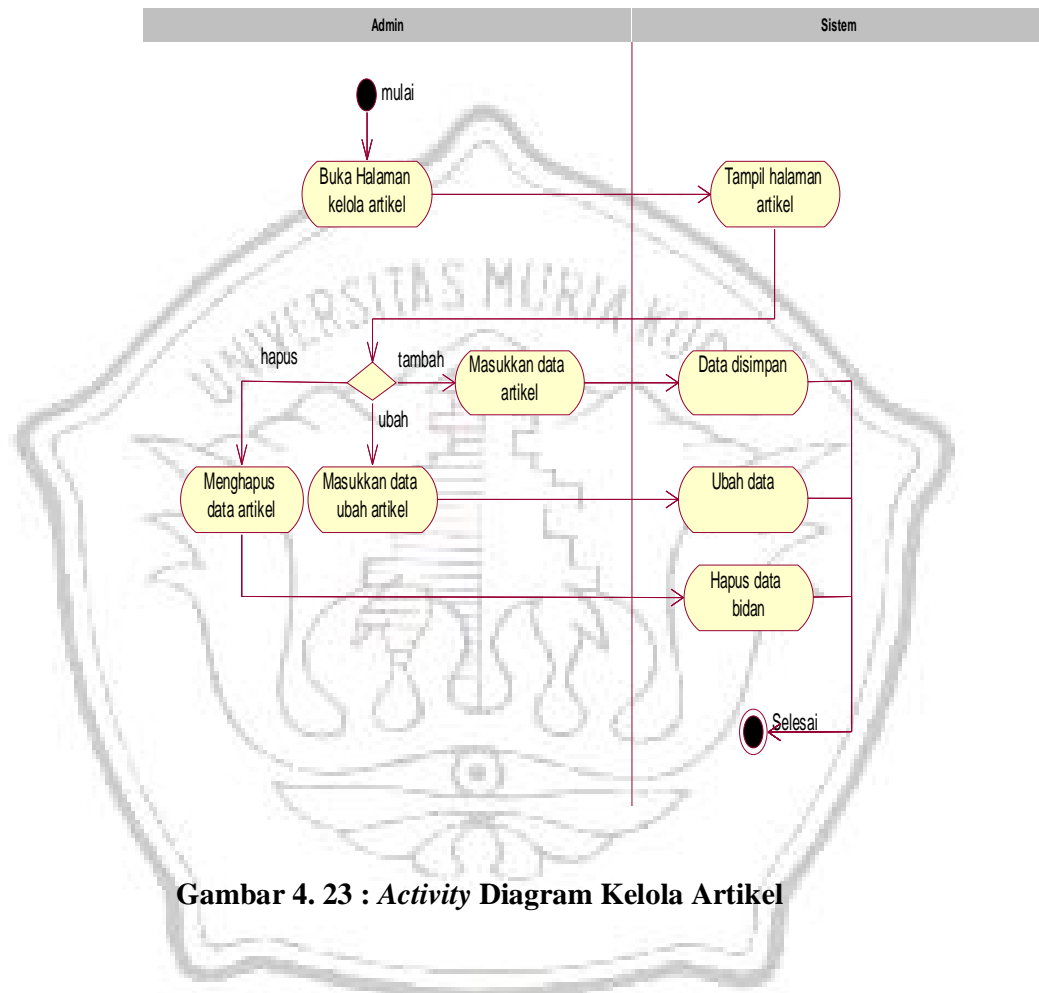 Admin
Sistem
mulai
Buka Halaman
kelola artikel
Tampil halaman
artikel
UNIVERSITAS MURIA
hapus
tambah
Masukkan data
artikel
Data disimpan
ubah
Menghapus
data artikel
Masukkan data
ubah artikel
Ubah data
Hapus data
bidan
Selesai
Gambar 4. 23 : Activity Diagram Kelola Artikel